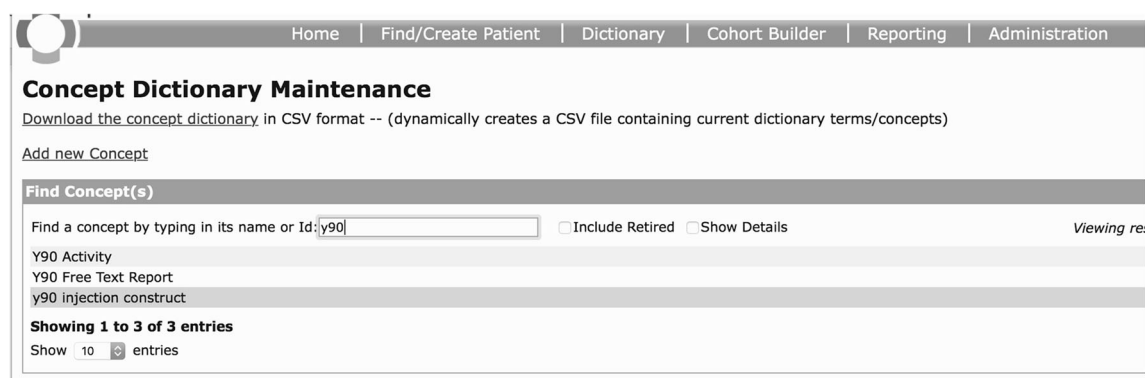 Home | Find/Create Patient | Dictionary | Cohort Builder | Reporting | Administration
Concept Dictionary Maintenance
Download the concept dictionary in CSV format -- (dynamically creates a CSV file containing current dictionary terms/concepts)
Add new Concept
Find Concept(s)
Find a concept by typing in its name or Id: y90 Include Retired Show Details Viewing
Y90 Activity
Y90 Free Text Report
y90 injection construct
Showing 1 to 3 of 3 entries
Show 10 entries